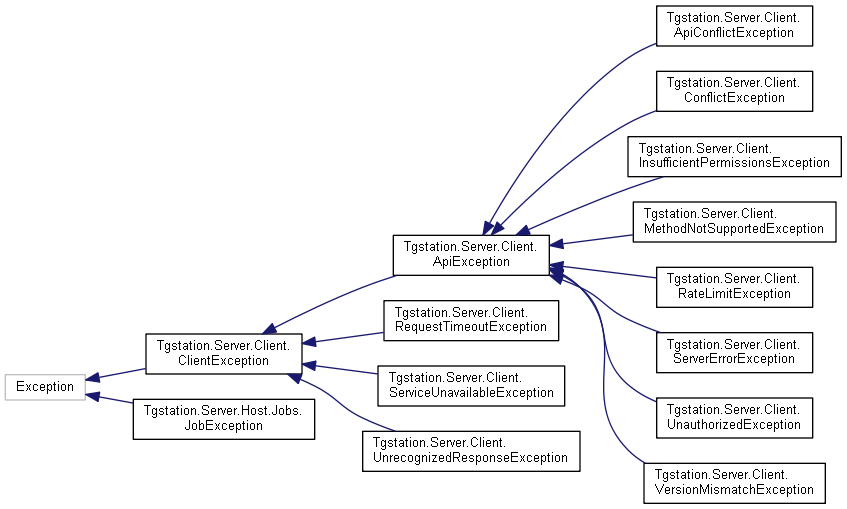 Tgstation.Server.Client.
ApiConflictException
Tgstation.Server.Client.
ConflictException
Tgstation.Server.Client.
InsufficientPermissionsException
Tgstation.Server.Client.
MethodNotSupportedException
Tgstation.Server.Client.
ApiException
Tgstation.Server.Client.
RateLimitException
Tgstation.Server.Client.
RequestTimeoutException
Tgstation.Server.Client.
ServerErrorException
Tgstation.Server.Client.
ClientException
Tgstation.Server.Client.
ServiceUnavailableException
Exception
Tgstation.Server.Host.Jobs.
JobException
Tgstation.Server.Client.
UnauthorizedException
Tgstation.Server.Client.
UnrecognizedResponseException
Tgstation.Server.Client.
VersionMismatchException